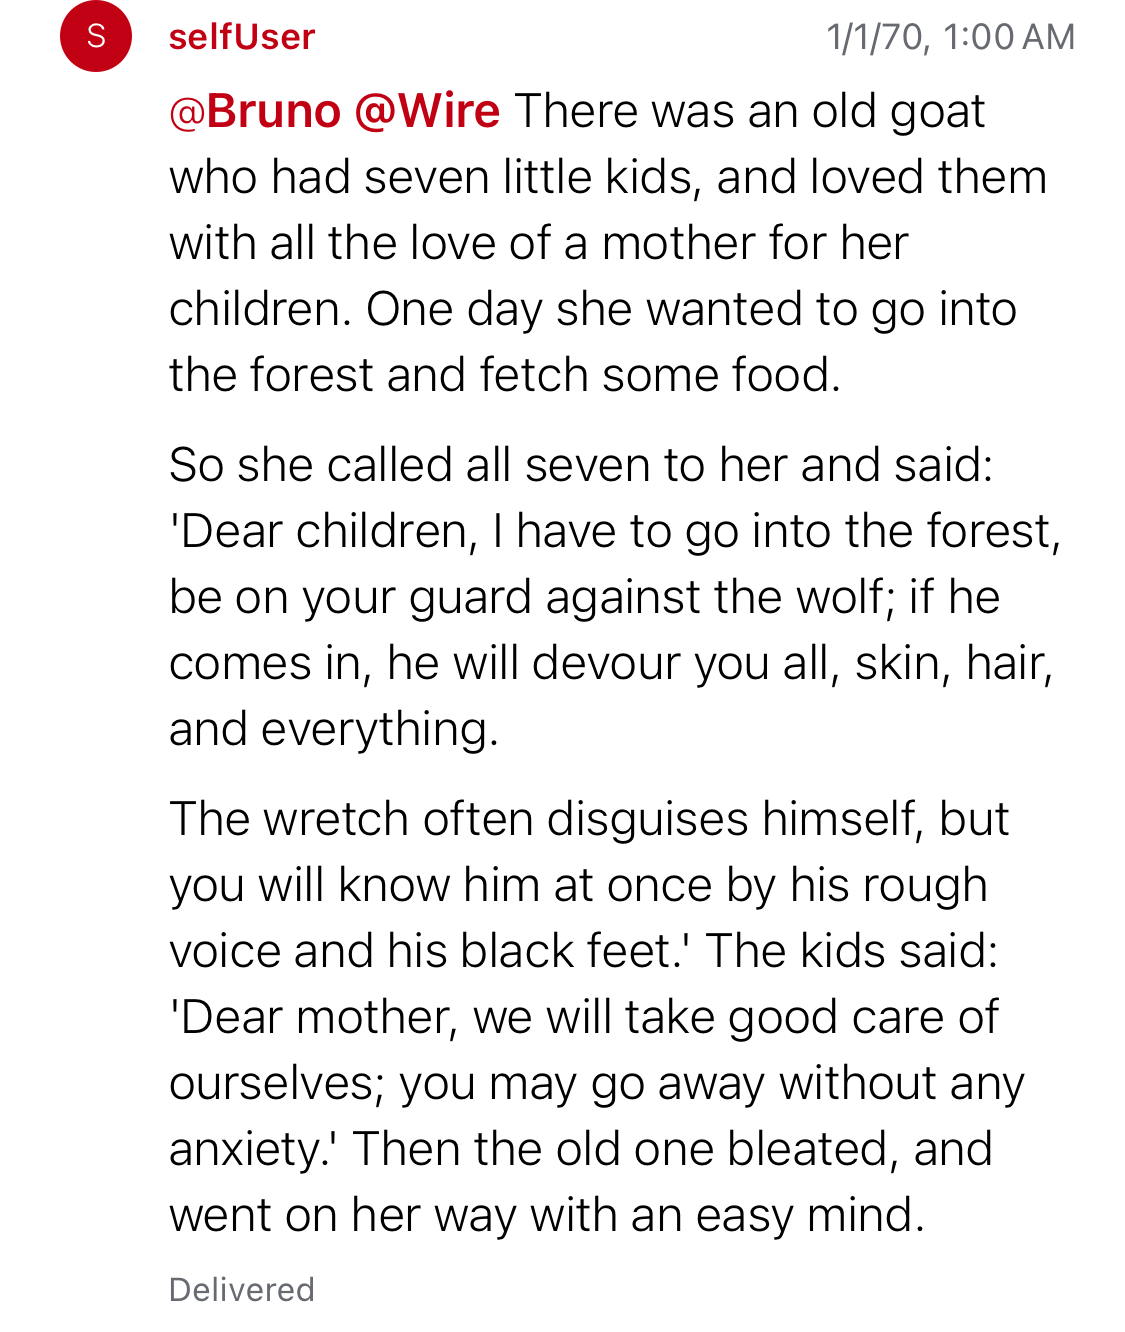 S
selfUser
1/1/70, 1:00 AM
@Bruno @Wire There was an old goat
who had seven little kids, and loved them
with all the love of a mother for her
children. One day she wanted to go into
the forest and fetch some food.
So she called all seven to her and said:
'Dear children, I have to go into the forest,
be on your guard against the wolf; if he
comes in, he will devour you all, skin, hair,
and everything.
The wretch often disguises himself, but
you will know him at once by his rough
voice and his black feet.' The kids said:
'Dear mother, we will take good care of
ourselves; you may go away without any
anxiety.' Then the old one bleated, and
went on her way with an easy mind.
Delivered